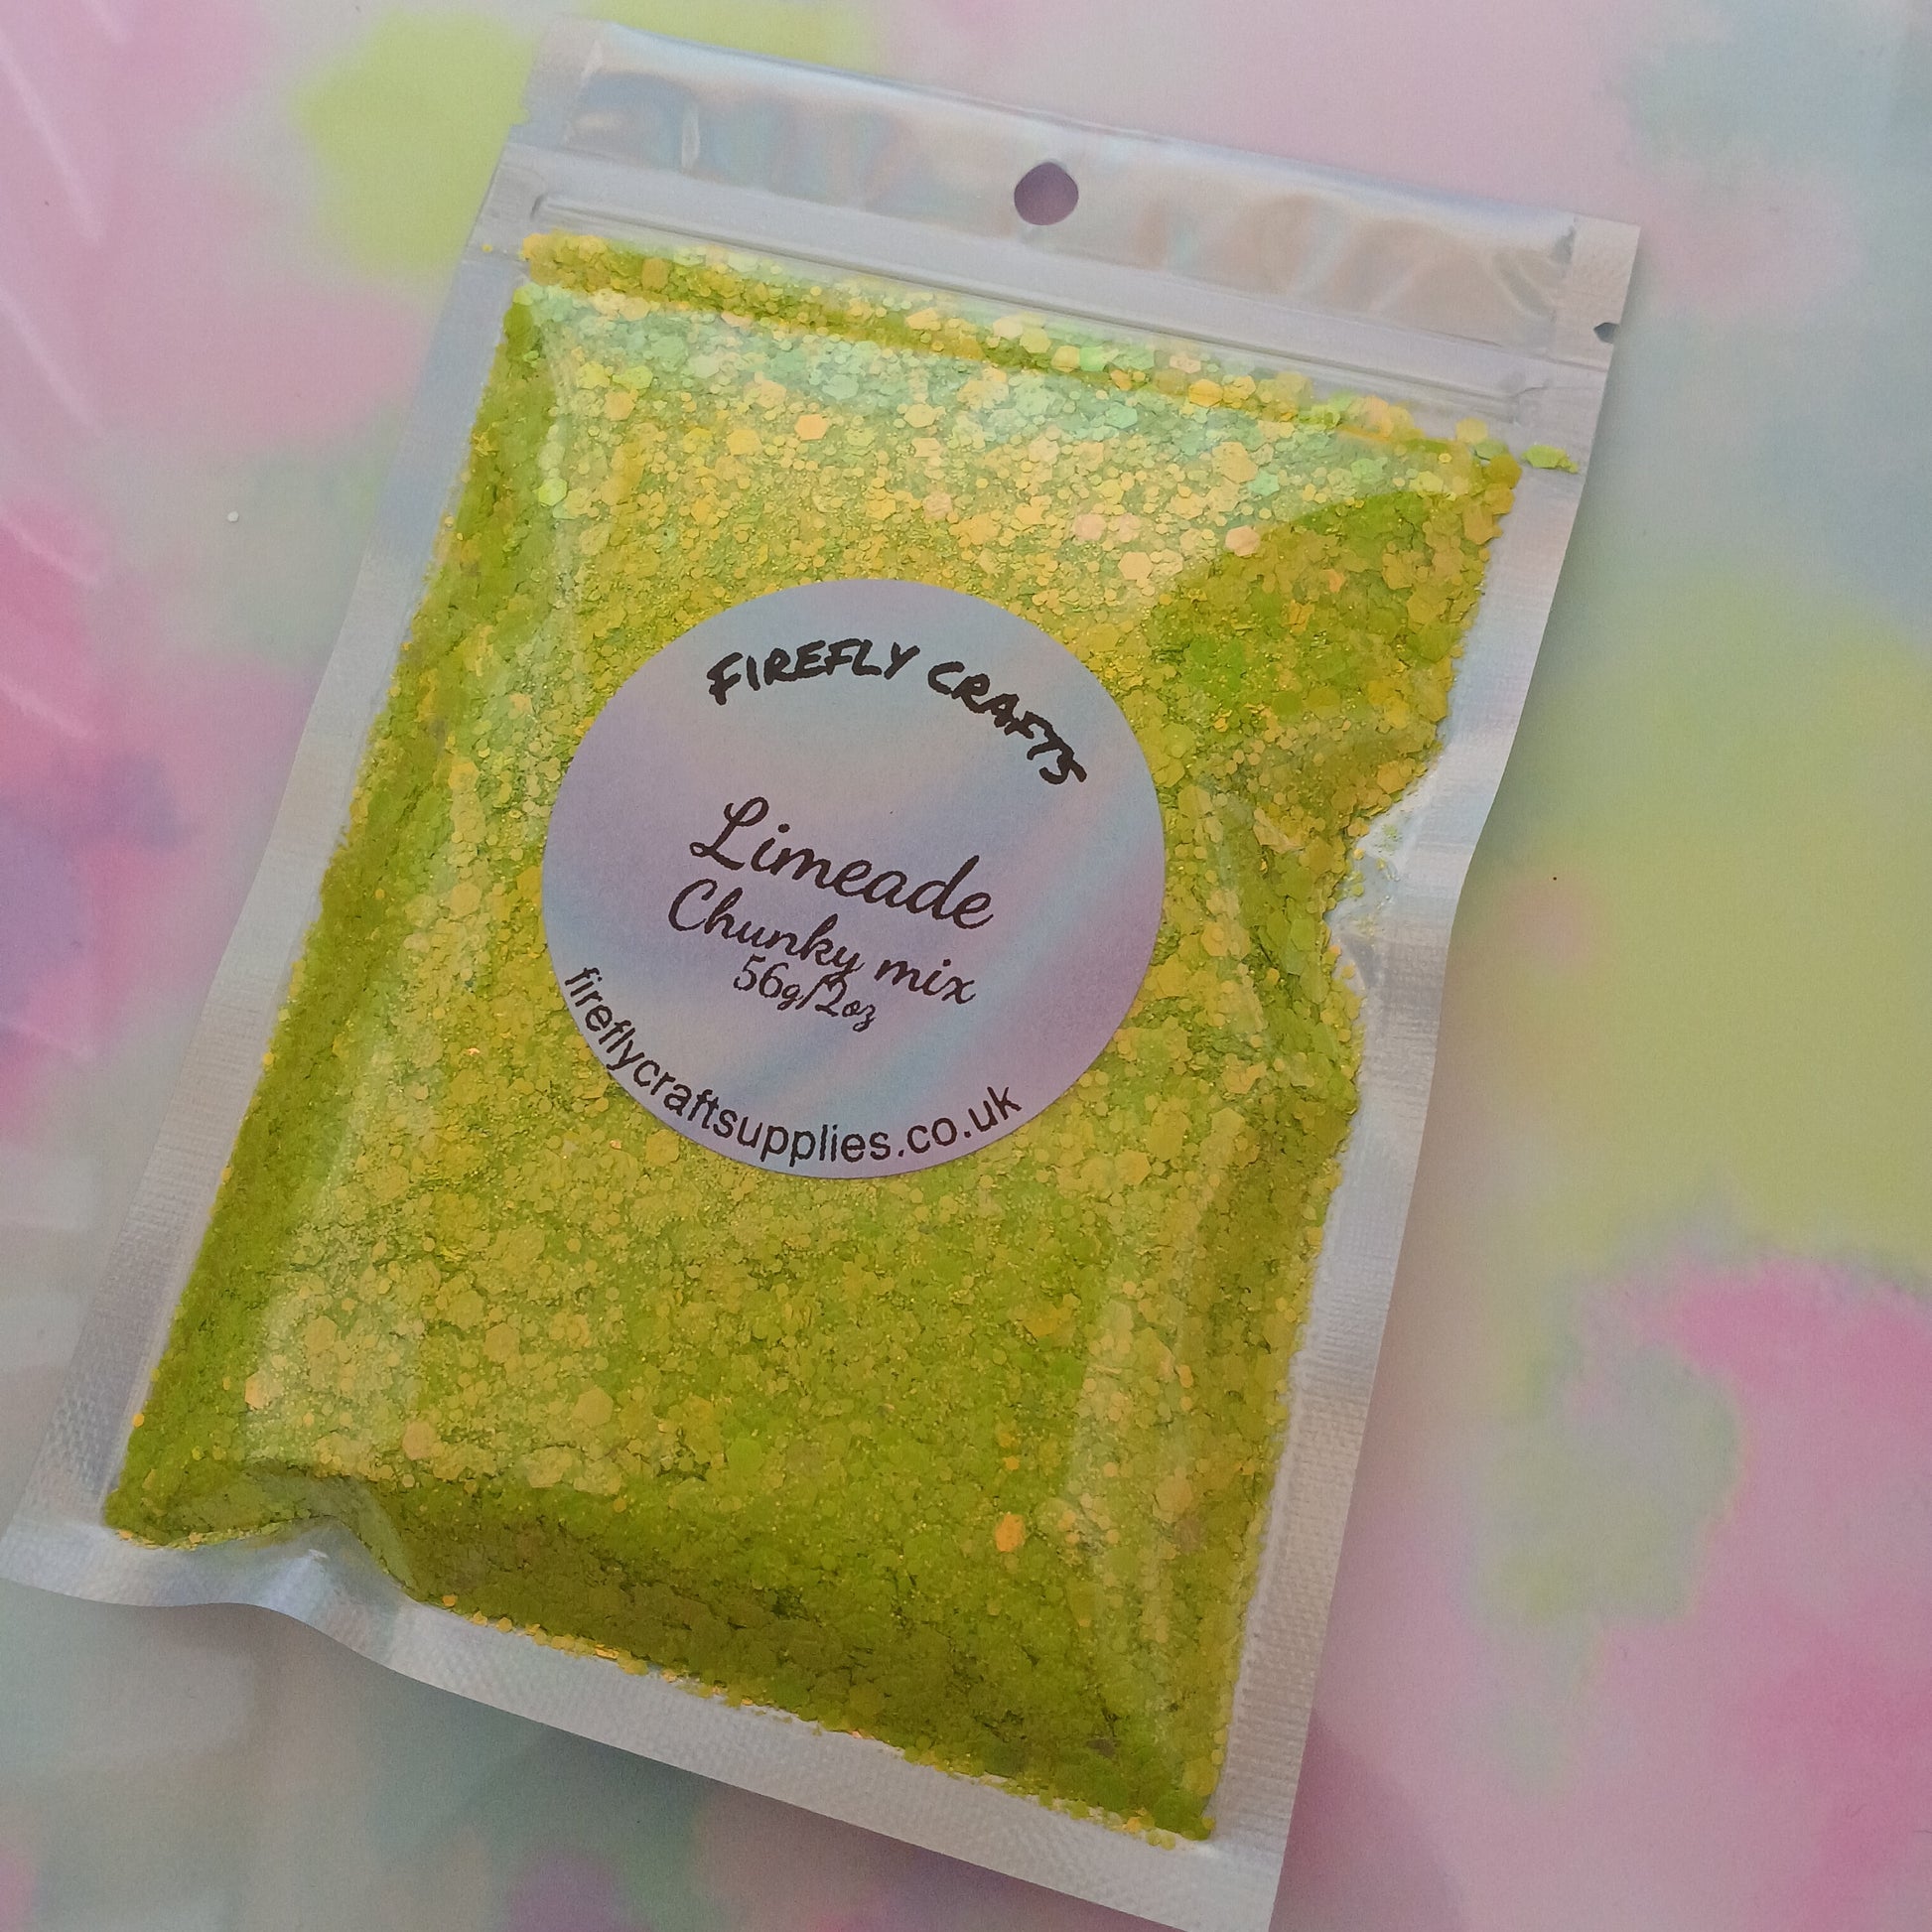 FIREFLY CRAFTS
Limeade
Chunky mix
56g/2oz
fireflycraftsupplies.co.uk